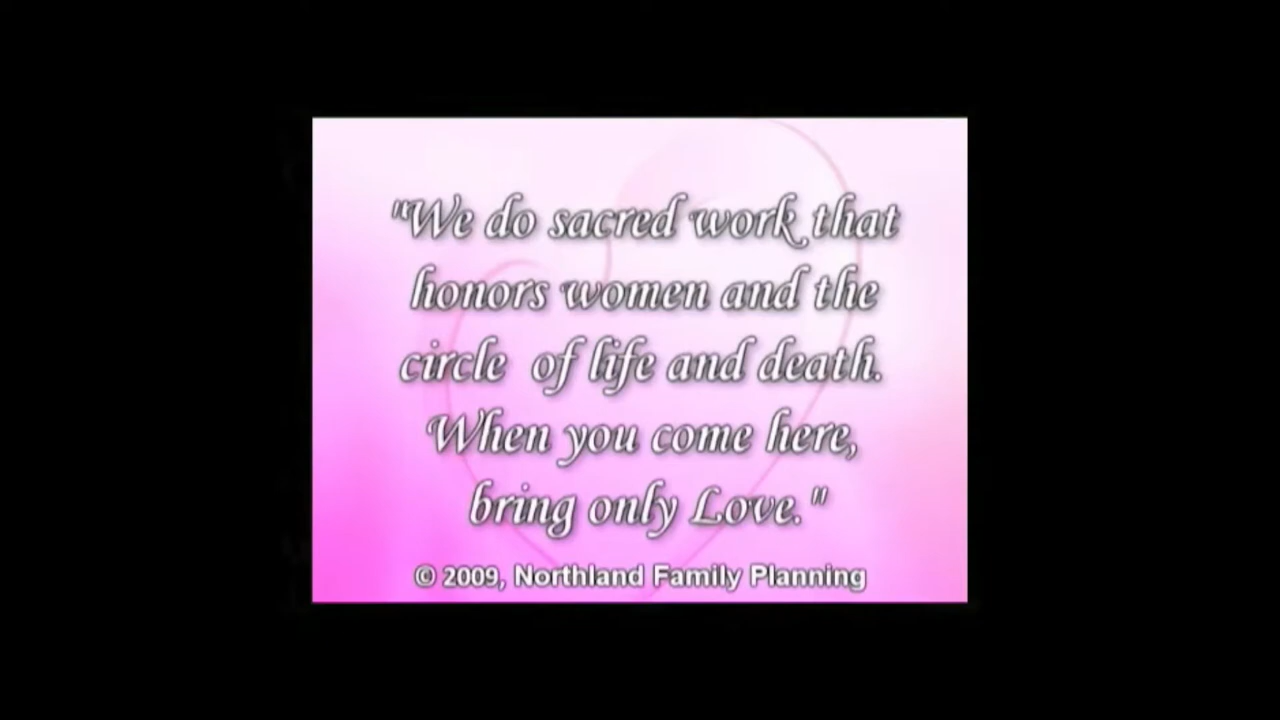 "We do sacred work that
honors women and the
circle of life and death.
When you come here,
bring only Love."
© 2009, Northland Family Planning